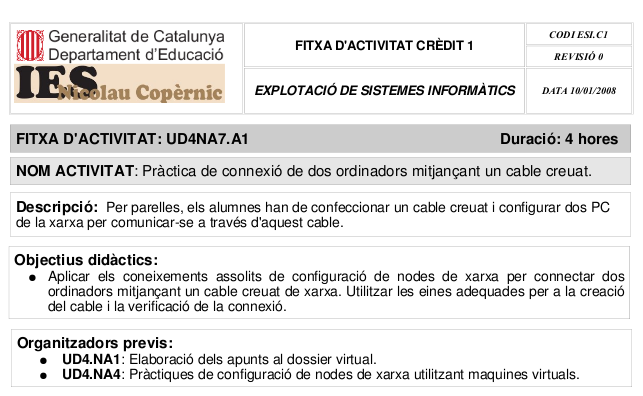 Generalitat de Catalunya
Departament d'Educació
IES
Nicolau Copèrnic
FITXA D'ACTIVITAT CRÈDIT 1
EXPLOTACIÓ DE SISTEMES INFORMÀTICS
CODI ESI.C1
REVISIÓ 0
DATA 10/01/2008
FITXA D'ACTIVITAT: UD4NA7.A1 Duració: 4 hores
NOM ACTIVITAT: Pràctica de connexió de dos ordinadors mitjançant un cable creuat.
Descripció: Per parelles, els alumnes han de confeccionar un cable creuat i configurar dos PC
de la xarxa per comunicar-se a través d'aquest cable.
Objectius didàctics:
● Aplicar els coneixements assolits de configuració de nodes de xarxa per connectar dos
ordinadors mitjançant un cable creuat de xarxa. Utilitzar les eines adequades per a la creació
del cable i la verificació de la connexió.
Organitzadors previs:
● UD4.NA1: Elaboració dels apunts al dossier virtual.
● UD4.NA4: Pràctiques de configuració de nodes de xarxa utilitzant maquines virtuals.